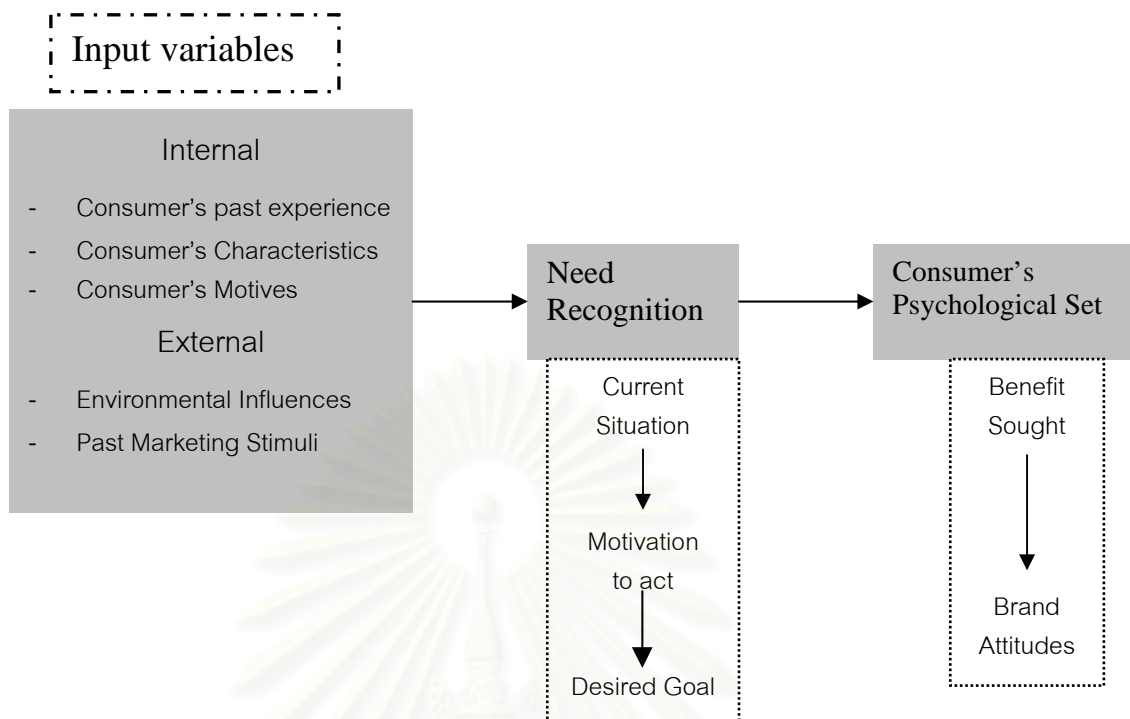 Input variables
Internal
- Consumer's past experience
- Consumer's Characteristics
- Consumer's Motives
External
- Environmental Influences
- Past Marketing Stimuli
Need
Recognition
Current
Situation
Motivation
to act
Desired Goal
Consumer's
Psychological Set
Benefit
Sought
Brand
Attitudes